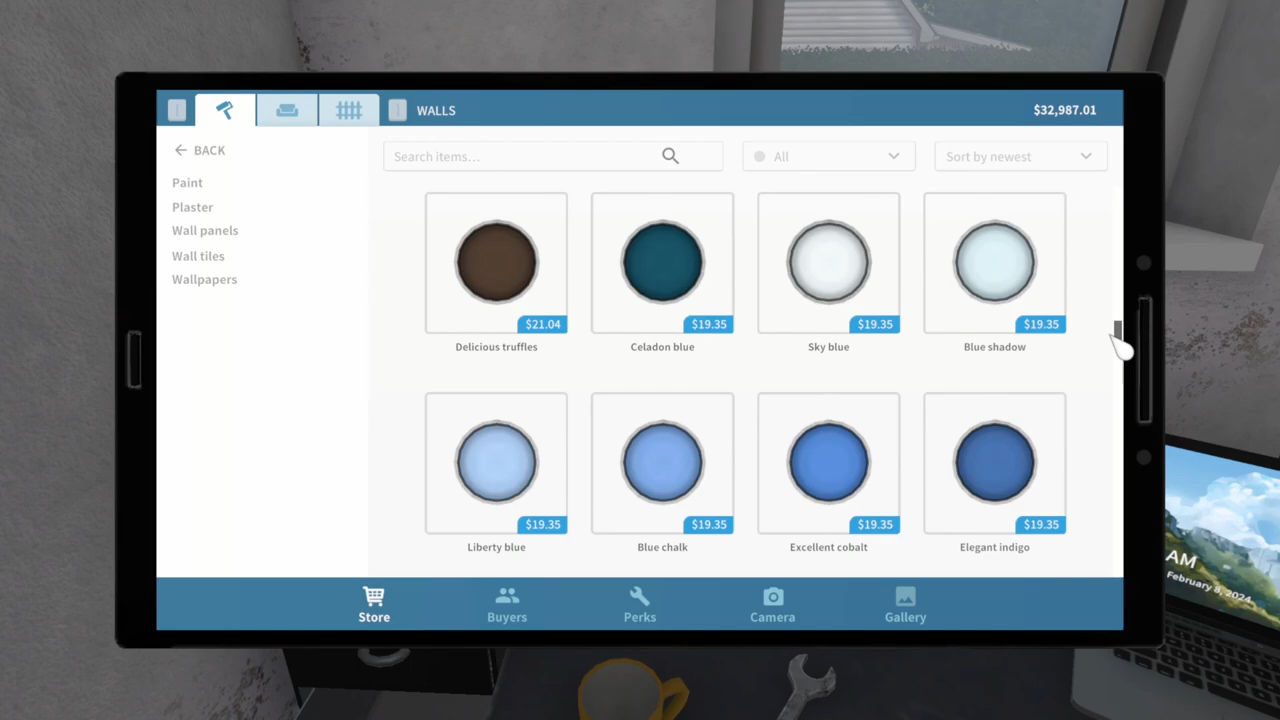 WALLS
$32,987.01
BACK
Search items...
All
Sort by newest
Paint
Plaster
Wall panels
Wall tiles
Wallpapers
$21.04
$19.35
$19.35
$19.35
Delicious truffles
Celadon blue
Sky blue
Blue shadow
$19.35
$19.35
$19.35
$19.35
Liberty blue
Blue chalk
Excellent cobalt
Elegant indigo
Store
Buyers
Perks
Camera
Gallery
AM
February 8, 2024